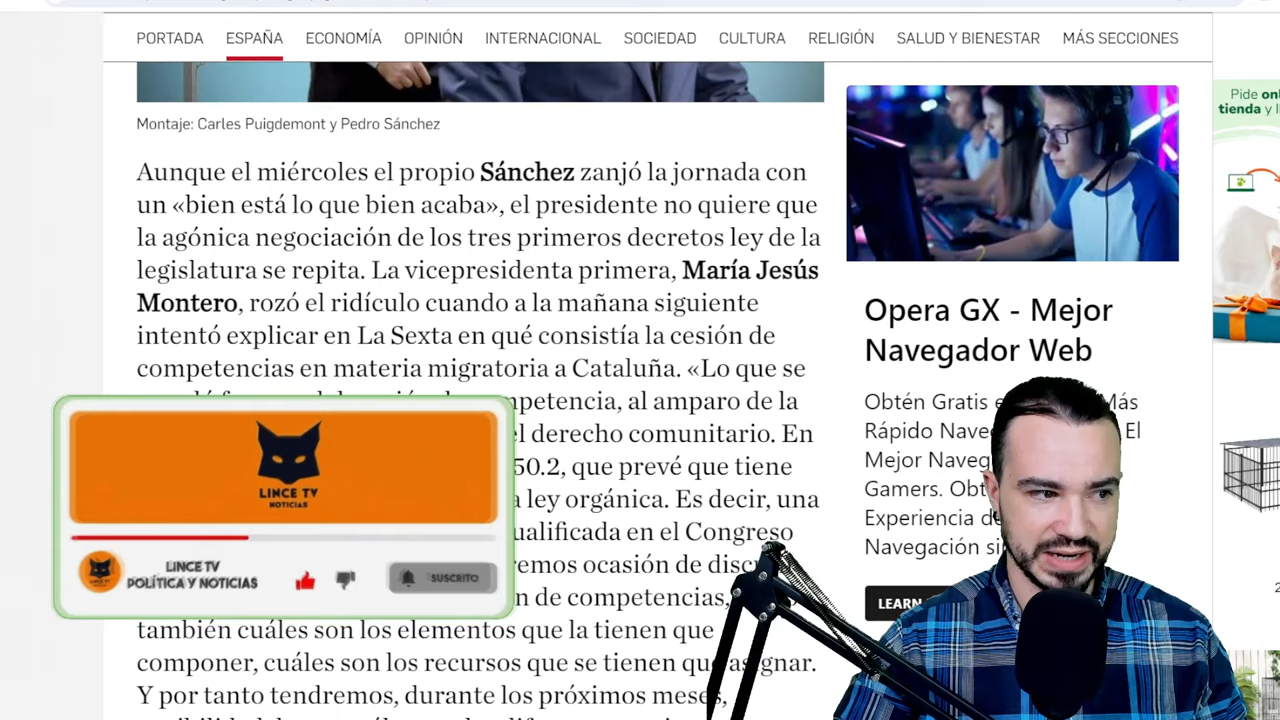 PORTADA ESPAÑA ECONOMÍA OPINIÓN INTERNACIONAL SOCIEDAD CULTURA RELIGIÓN SALUD Y BIENESTAR MÁS SECCIONES
Montaje: Carles Puigdemont y Pedro Sánchez
Aunque el miércoles el propio Sánchez zanjó la jornada con
un «bien está lo que bien acaba», el presidente no quiere que
la agónica negociación de los tres primeros decretos ley de la
legislatura se repita. La vicepresidenta primera, María Jesús
Montero, rozó el ridículo cuando a la mañana siguiente
intentó explicar en La Sexta en qué consistía la cesión de
competencias en materia migratoria a Cataluña. «Lo que se
al amparo de la
el derecho comunitario. En
50.2, que prevé que tiene
ley orgánica. Es decir, una
en el Congreso
ocasión de
de competencias,
también cuáles son los elementos que la tienen que
componer, cuáles son los recursos que se tienen que asignar.
Y por tanto tendremos, durante los próximos meses,
LINCE TV
NOTICIAS
LINCE TV
POLÍTICA Y NOTICIAS
SUSCRITO
Opera GX - Mejor
Navegador Web
Obtén Gratis Más
Rápido El
Mejor
Gamers.
Experiencia
Navegación
LEARN
Pide
tienda y